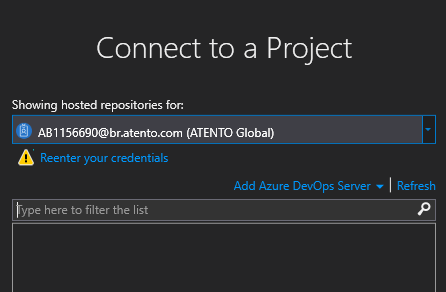 Connect to a Project
Showing hosted repositories for:
AB1156690@br.atento.com (ATENTO Global)
Reenter your credentials
Add Azure DevOps Server | Refresh
Type here to filter the list